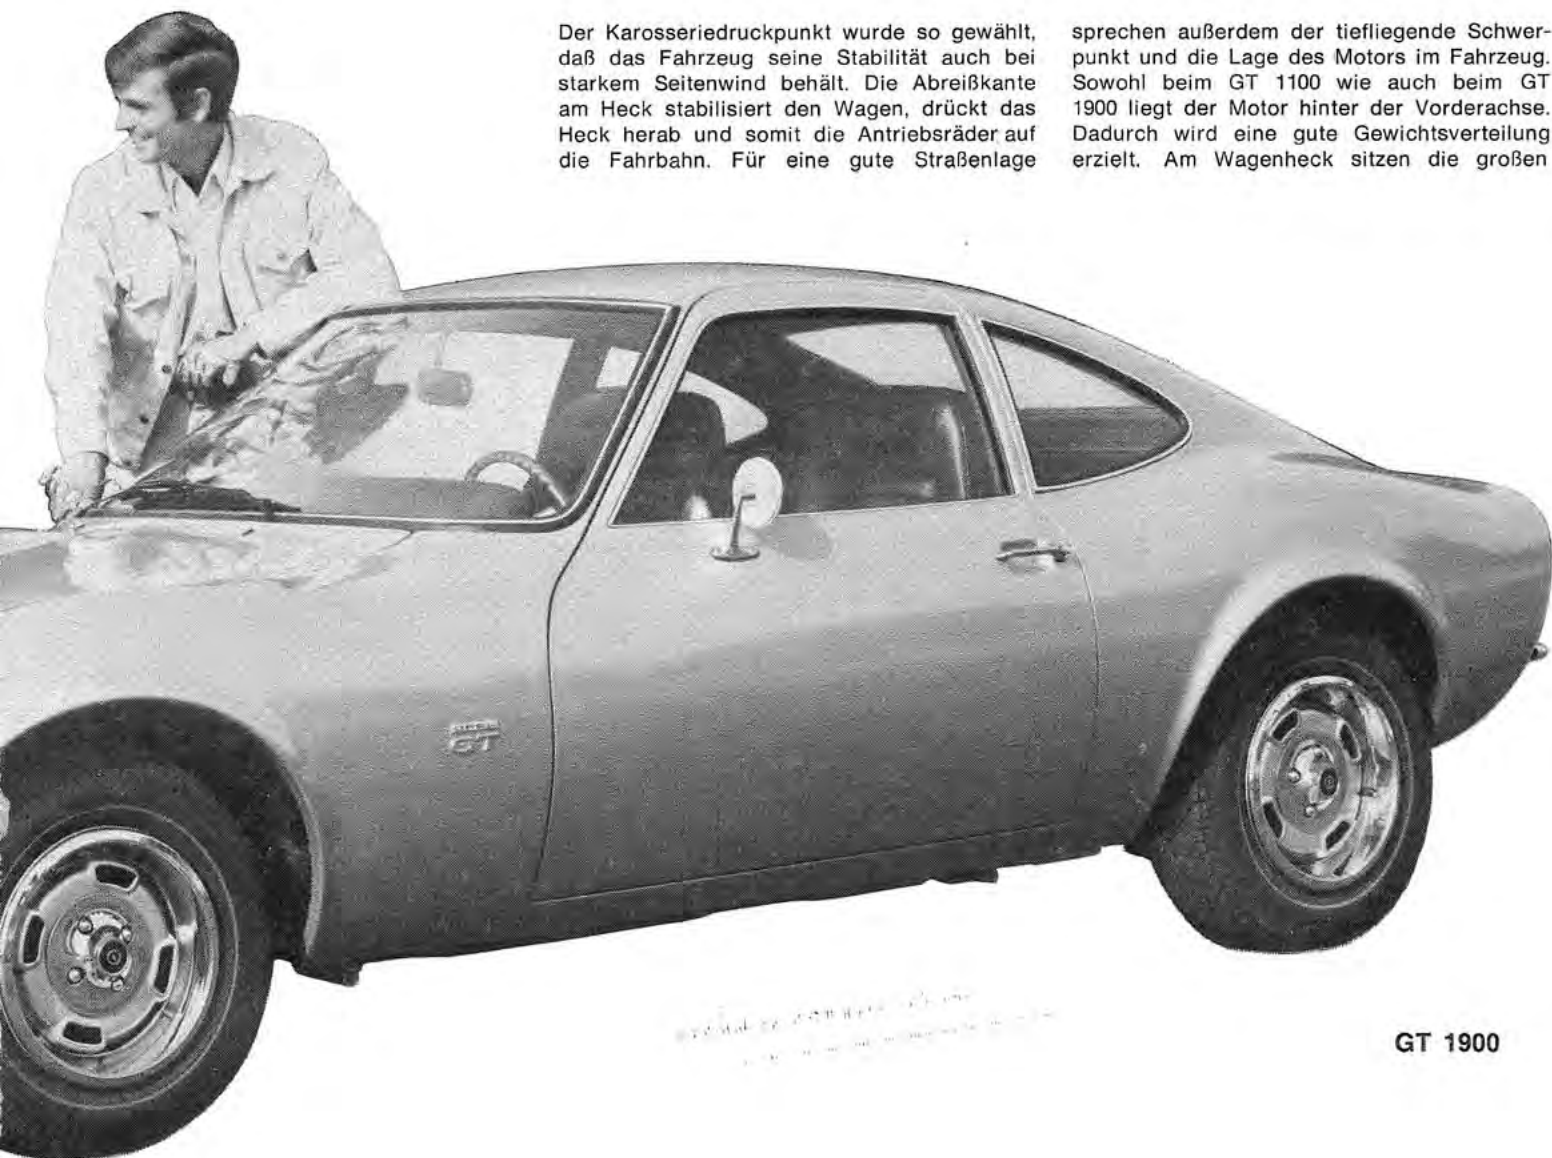 Der Karosseriedruckpunkt wurde so gewählt,
daß das Fahrzeug seine Stabilität auch bei
starkem Seitenwind behält. Die Abreißkante
am Heck stabilisiert den Wagen, drückt das
Heck herab und somit die Antriebsräder auf
die Fahrbahn. Für eine gute Straßenlage
sprechen außerdem der tiefliegende Schwer-
punkt und die Lage des Motors im Fahrzeug.
Sowohl beim GT 1100 wie auch beim GT
1900 liegt der Motor hinter der Vorderachse.
Dadurch wird eine gute Gewichtsverteilung
erzielt. Am Wagenheck sitzen die großen
GT
GT 1900